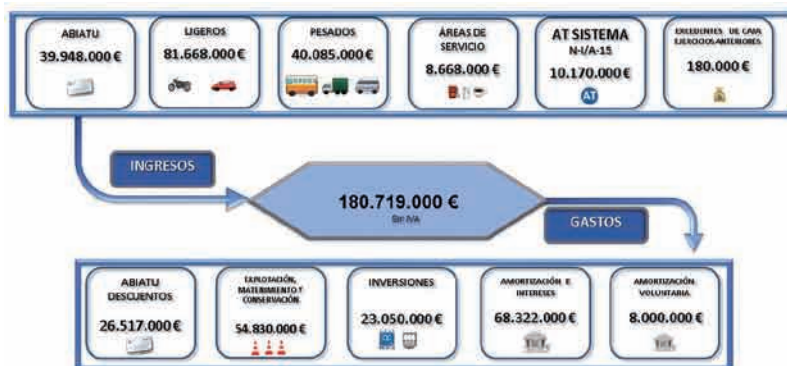 ABIATU
39.948.000 €
LIGEROS
81.668.000 €
PESADOS
40.085.000 €
ÁREAS DE
SERVICIO
8.668.000 €
AT SISTEMA
N-I/A-15
10.170.000 €
AT
EXCEDENTES DE CAJA
EJERCICIOS ANTERIORES
180.000 €
INGRESOS
180.719.000 €
Sin IVA
GASTOS
ABIATU
DESCUENTOS
26.517.000 €
EXPLOTACIÓN,
MATENIMIENTO Y
CONSERVACIÓN
54.830.000 €
INVERSIONES
23.050.000 €
AMORTIZACIÓN E
INTERESES
68.322.000 €
AMORTIZACIÓN
VOLUNTARIA
8.000.000 €